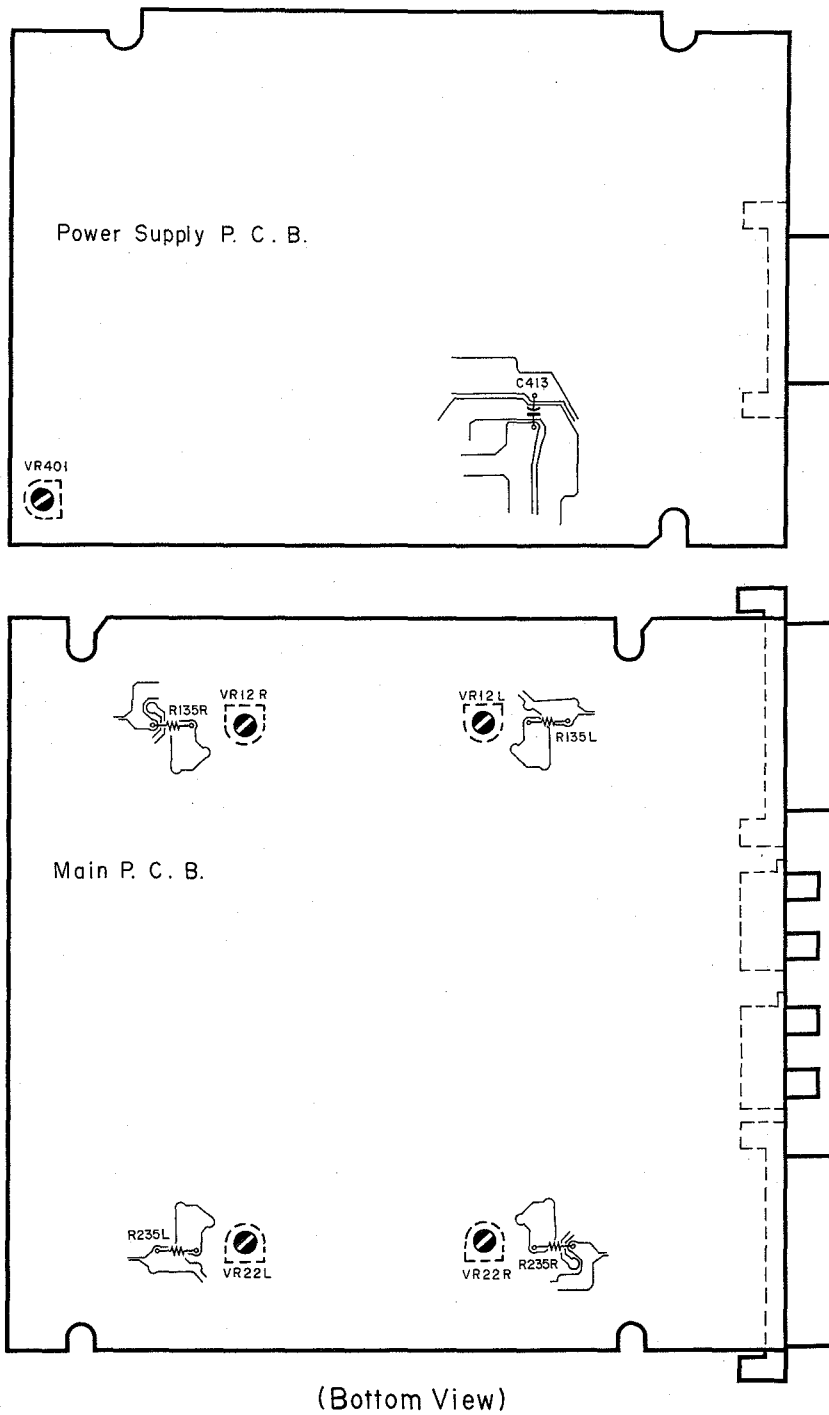 Power Supply P. C. B.
C413
VR401
VR12R
VR12L
R135R
R135L
Main P. C. B.
R235L
VR22L
VR22R
R235R
(Bottom View)